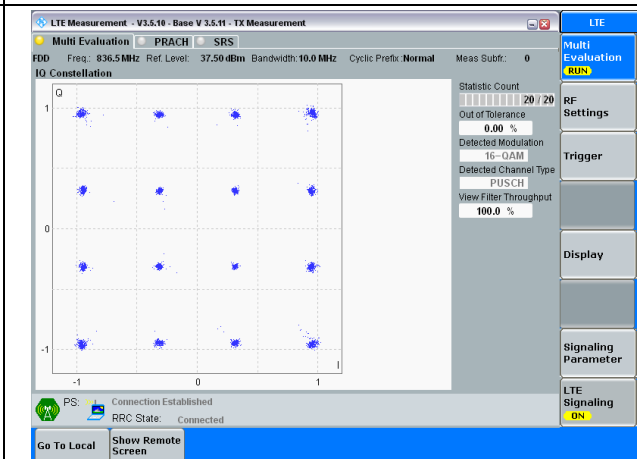 LTE Measurement - V3.5.10 - Base V 3.5.11 - TX Measurement
LTE
Multi Evaluation PRACH SRS
FDD Freq.: 836.5 MHz Ref. Level: 37.50 dBm Bandwidth: 10.0 MHz Cyclic Prefix: Normal Meas Subfr.: 0
IQ Constellation
Q
1
0
-1
I
-1 0 1
Statistic Count
20 / 20
Out of Tolerance
0.00 %
Detected Modulation
16-QAM
Detected Channel Type
PUSCH
View Filter Throughput
100.0 %
Multi
Evaluation
RUN
RF
Settings
Trigger
Display
Signaling
Parameter
LTE
Signaling
ON
PS: Connection Established
RRC State: Connected
Go To Local
Show Remote
Screen